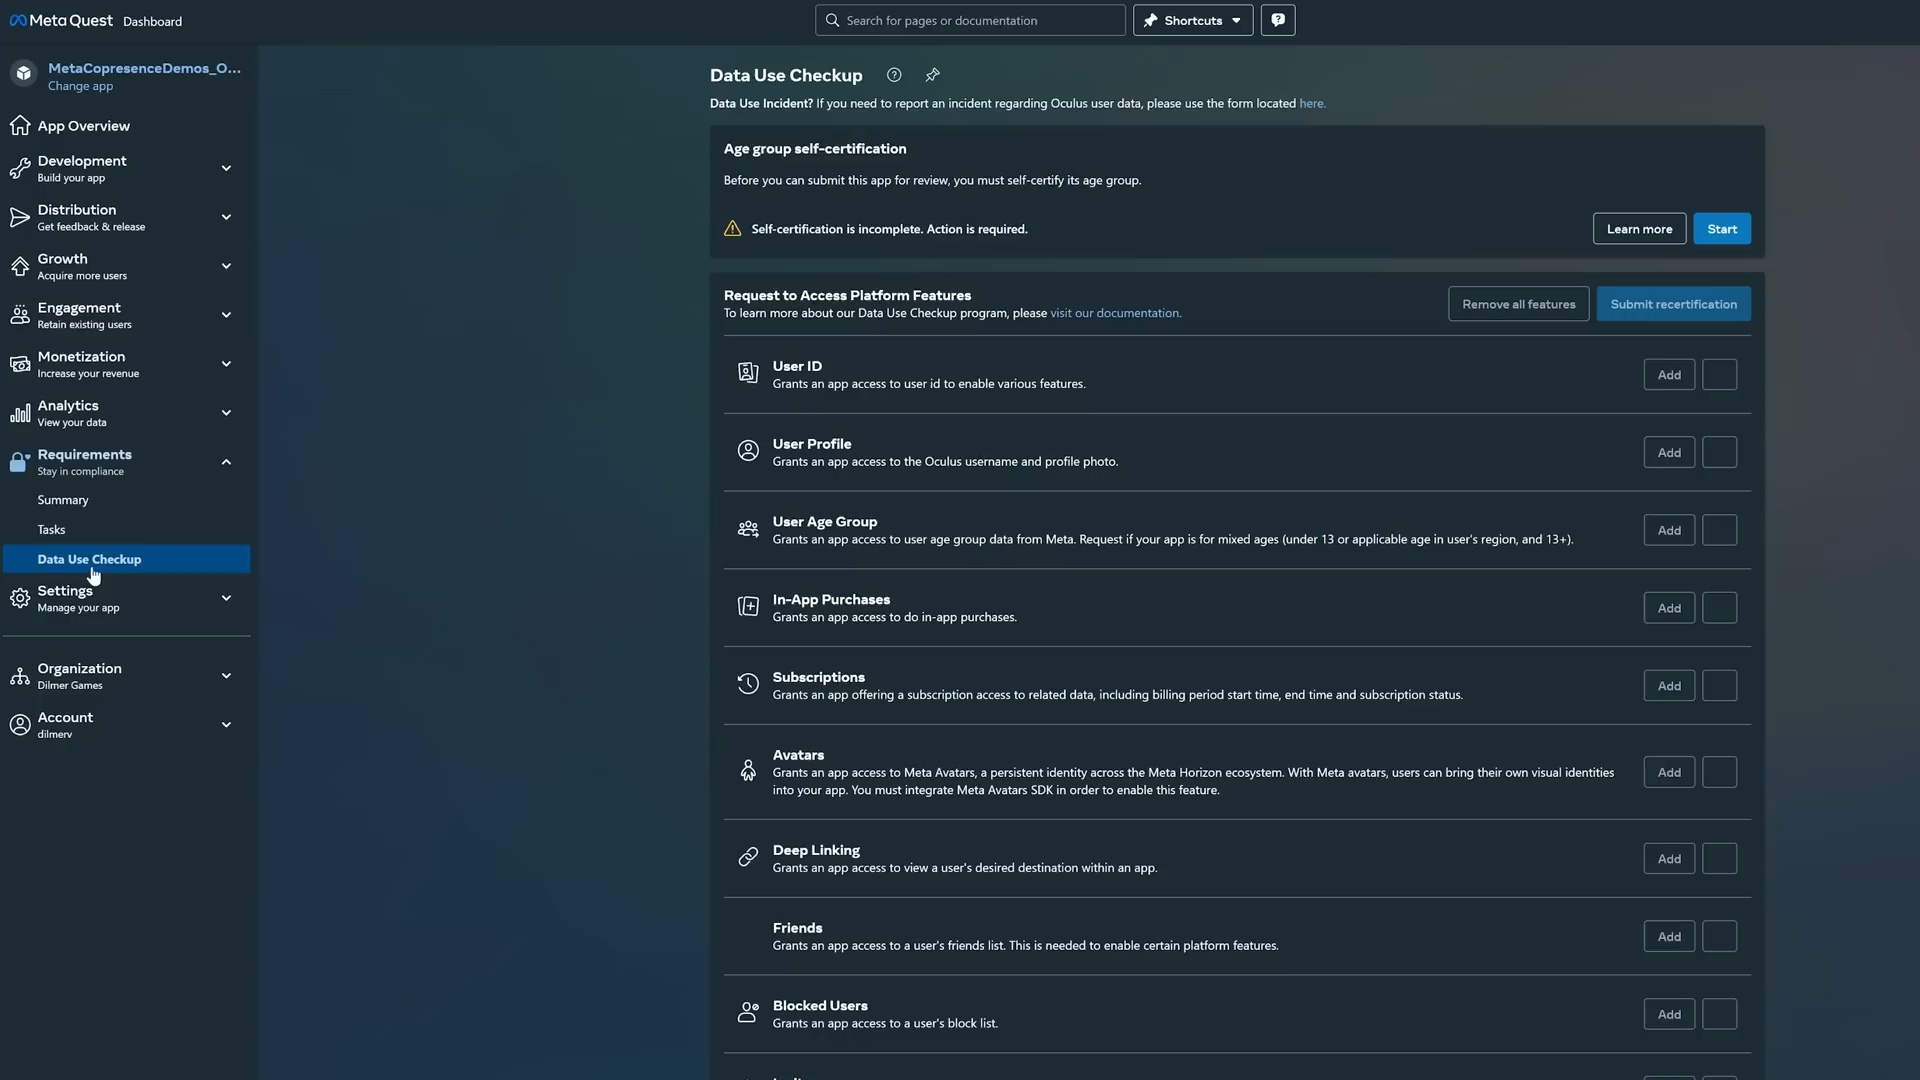 Meta Quest Dashboard
Search for pages or documentation
Shortcuts
MetaCopresenceDemos_O...
Change app
App Overview
Development
Build your app
Distribution
Get feedback & release
Growth
Acquire more users
Engagement
Retain existing users
Monetization
Increase your revenue
Analytics
View your data
Requirements
Stay in compliance
Summary
Tasks
Data Use Checkup
Settings
Manage your app
Organization
Dilmer Games
Account
dilmerv
Data Use Checkup
Data Use Incident? If you need to report an incident regarding Oculus user data, please use the form located here.
Age group self-certification
Before you can submit this app for review, you must self-certify its age group.
Self-certification is incomplete. Action is required.
Learn more
Start
Request to Access Platform Features
To learn more about our Data Use Checkup program, please visit our documentation.
Remove all features
Submit recertification
User ID
Grants an app access to user id to enable various features.
Add
User Profile
Grants an app access to the Oculus username and profile photo.
Add
User Age Group
Grants an app access to user age group data from Meta. Request if your app is for mixed ages (under 13 or applicable age in user's region, and 13+).
Add
In-App Purchases
Grants an app access to do in-app purchases.
Add
Subscriptions
Grants an app offering a subscription access to related data, including billing period start time, end time and subscription status.
Add
Avatars
Grants an app access to Meta Avatars, a persistent identity across the Meta Horizon ecosystem. With Meta avatars, users can bring their own visual identities
into your app. You must integrate Meta Avatars SDK in order to enable this feature.
Add
Deep Linking
Grants an app access to view a user's desired destination within an app.
Add
Friends
Grants an app access to a user's friends list. This is needed to enable certain platform features.
Add
Blocked Users
Grants an app access to a user's block list.
Add